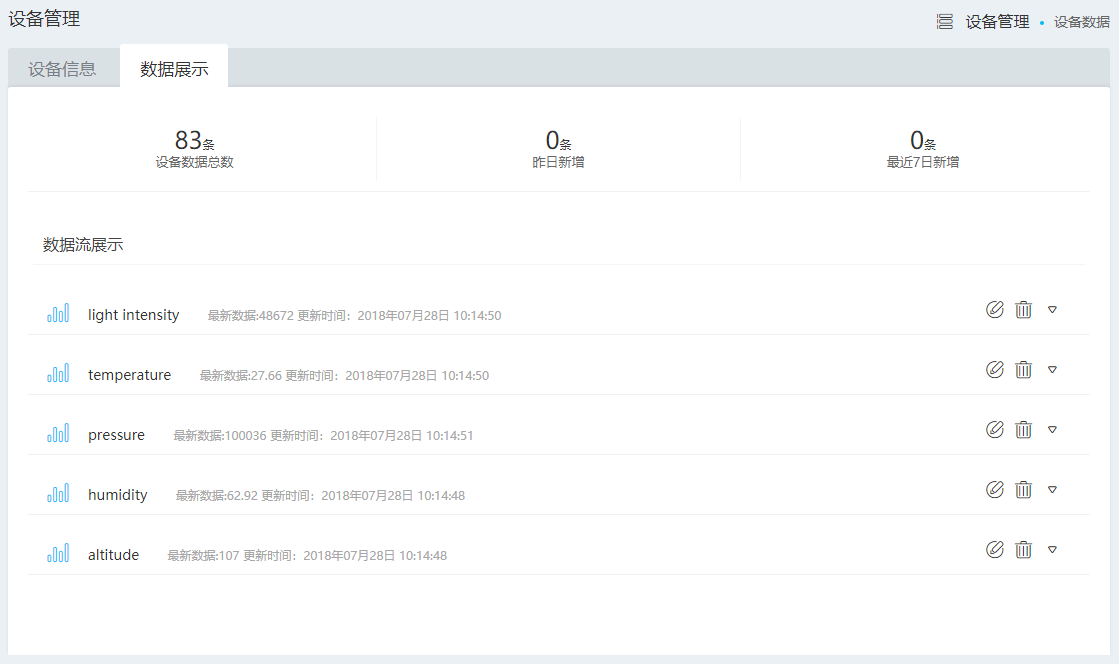 设备管理
设备管理 • 设备数据
设备信息 数据展示
83条 0条 0条
设备数据总数 昨日新增 最近7日新增
数据流展示
light intensity 最新数据:48672 更新时间：2018年07月28日 10:14:50
temperature 最新数据:27.66 更新时间：2018年07月28日 10:14:50
pressure 最新数据:100036 更新时间：2018年07月28日 10:14:51
humidity 最新数据:62.92 更新时间：2018年07月28日 10:14:48
altitude 最新数据:107 更新时间：2018年07月28日 10:14:48